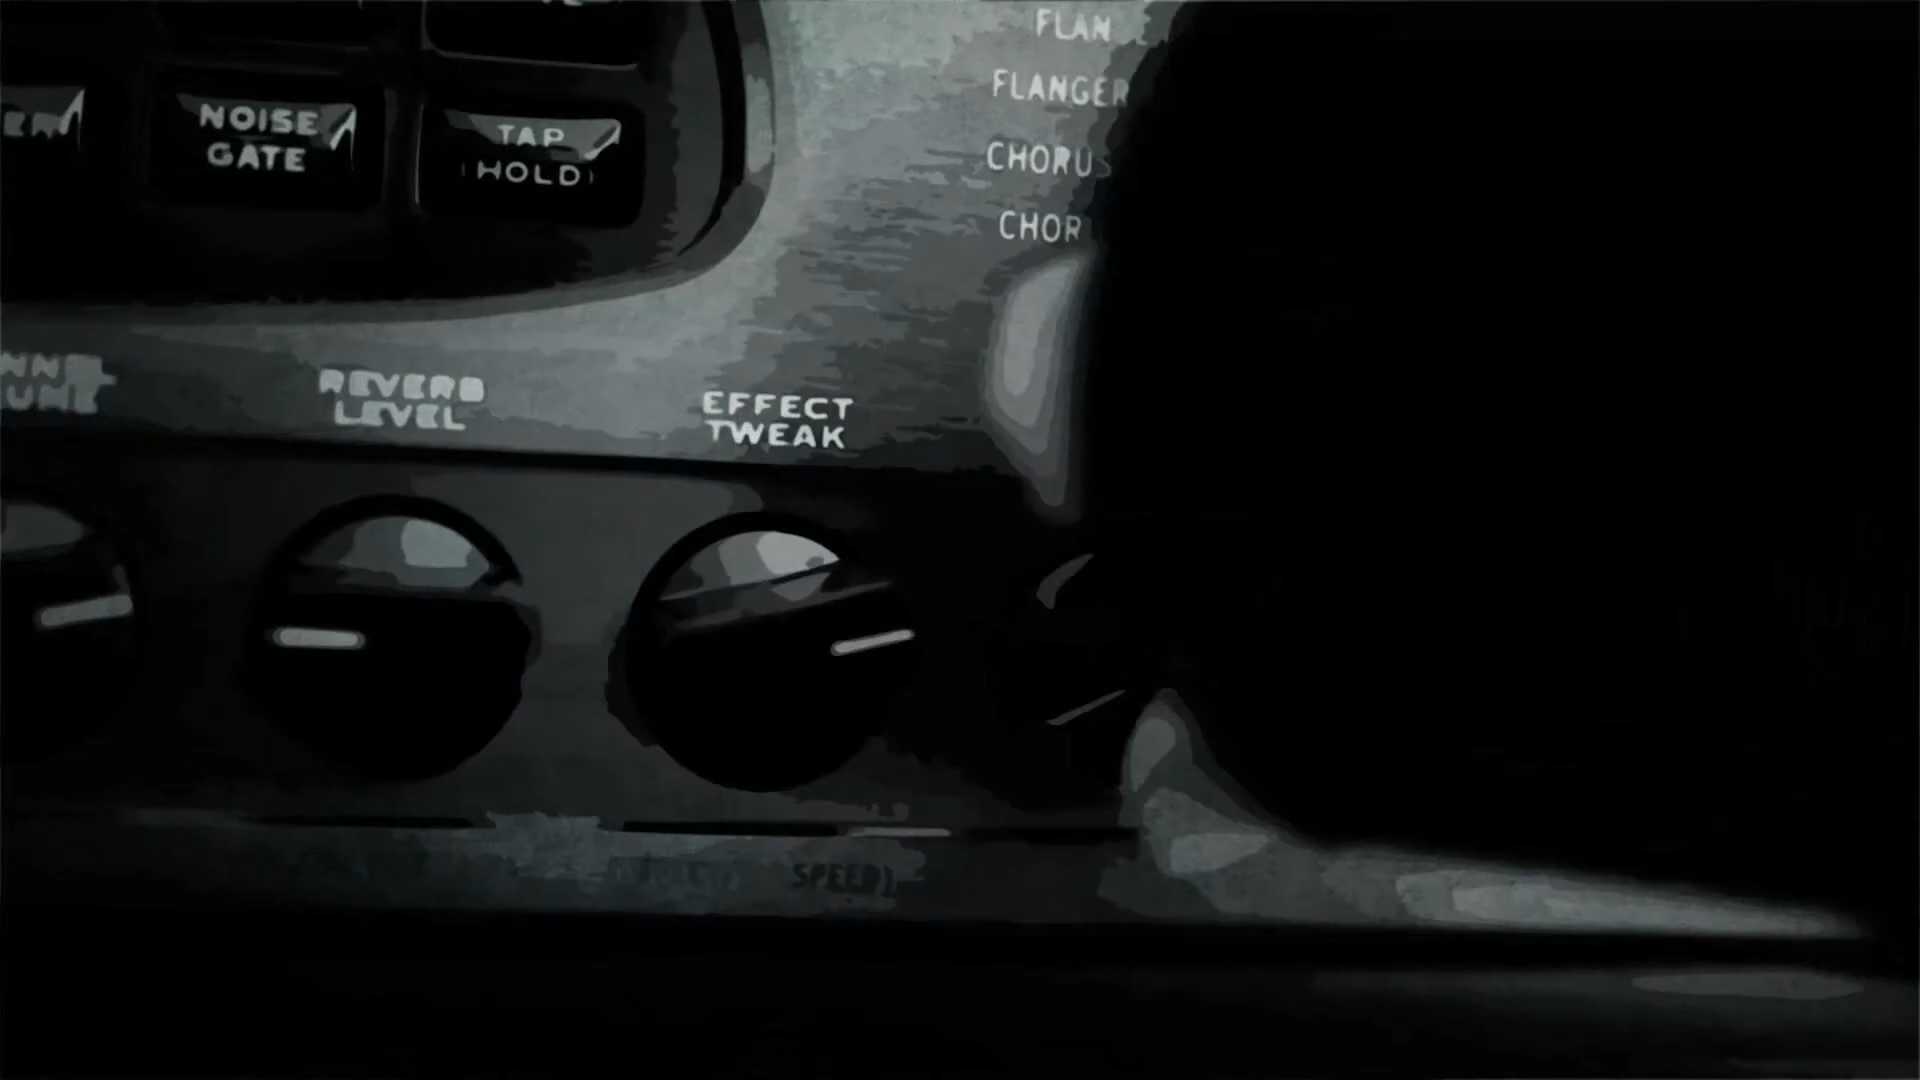 FLAN
FLANGER
CHORUS
CHOR
NOISE
GATE
TAP
(HOLD)
REVERB
LEVEL
EFFECT
TWEAK
SPEED)